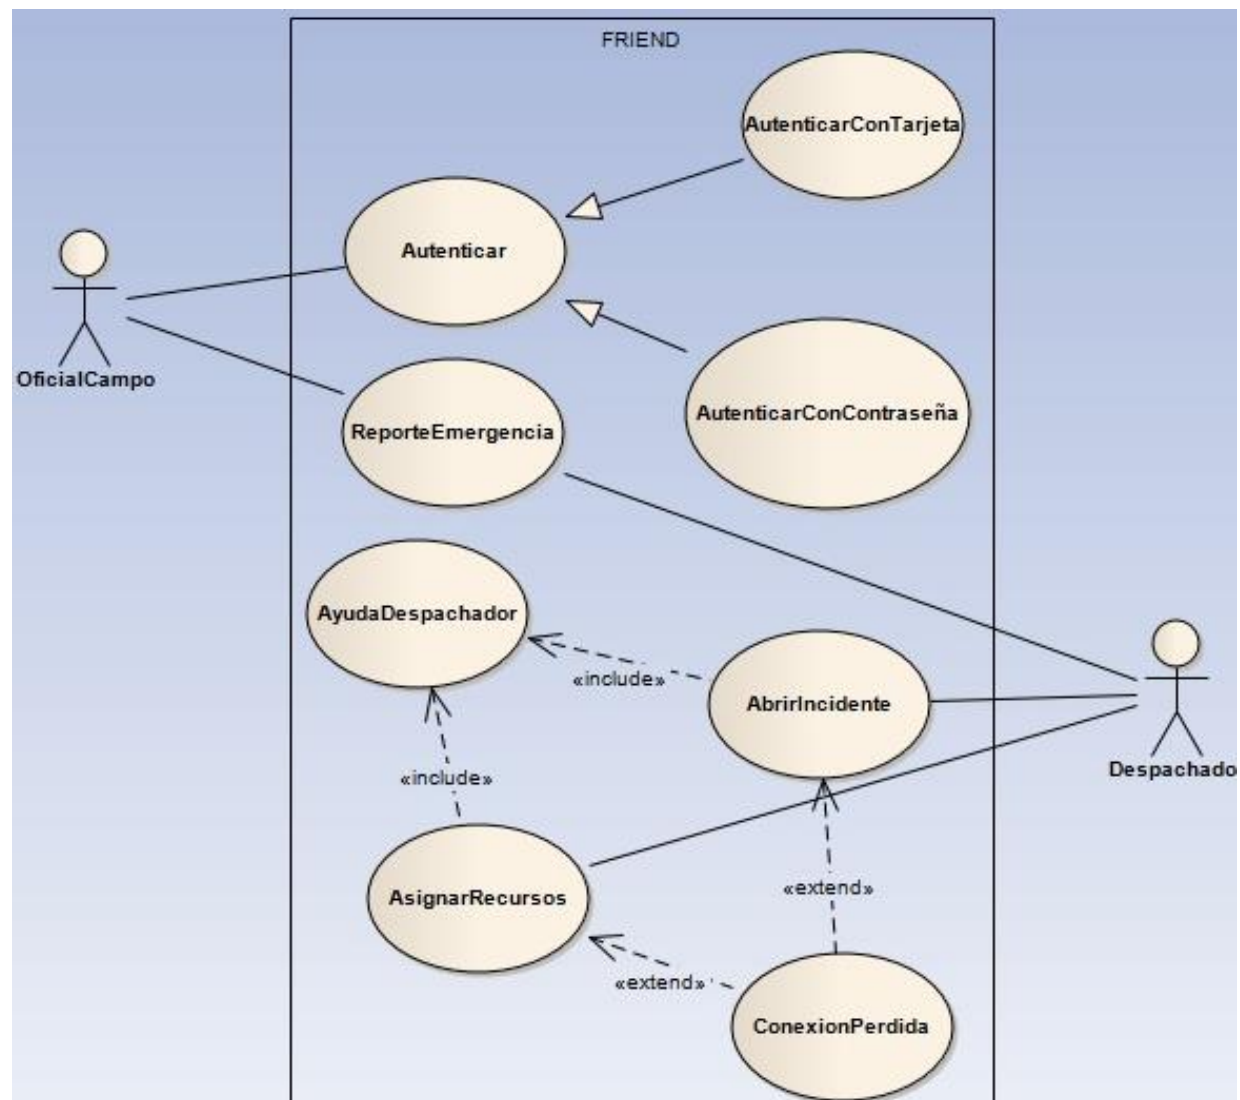 FRIEND
AutenticarConTarjeta
Autenticar
OficialCampo
AutenticarConContraseña
ReporteEmergencia
AyudaDespachador
«include»
AbrirIncidente
Despachado
«include»
«extend»
AsignarRecursos
«extend»
ConexionPerdida